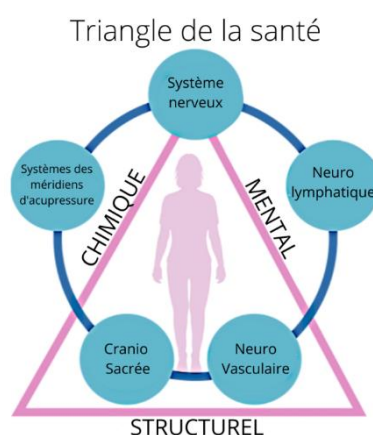 Triangle de la santé
Système
nerveux
Systèmes des
méridiens
d'acupressure
Neuro
lymphatique
CHIMIQUE
MENTAL
Cranio
Sacrée
Neuro
Vasculaire
STRUCTUREL